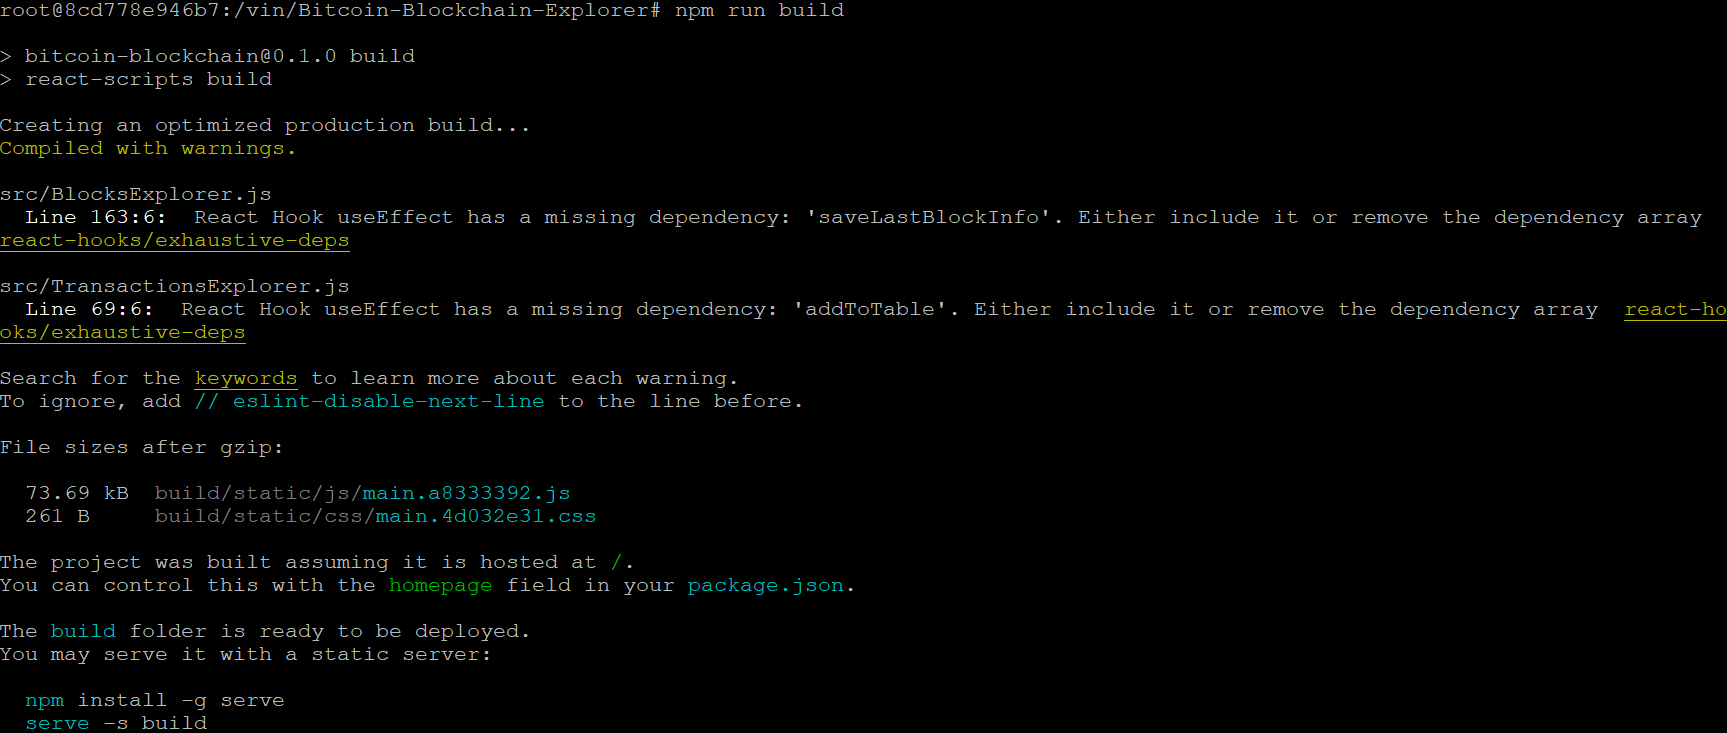 root@8cd778e946b7:/vin/Bitcoin-Blockchain-Explorer# npm run build
> bitcoin-blockchain@0.1.0 build
> react-scripts build
Creating an optimized production build...
Compiled with warnings.
src/BlocksExplorer.js
  Line 163:6:  React Hook useEffect has a missing dependency: 'saveLastBlockInfo'. Either include it or remove the dependency array
react-hooks/exhaustive-deps
src/TransactionsExplorer.js
  Line 69:6:  React Hook useEffect has a missing dependency: 'addToTable'. Either include it or remove the dependency array  react-ho
oks/exhaustive-deps
Search for the keywords to learn more about each warning.
To ignore, add // eslint-disable-next-line to the line before.
File sizes after gzip:
  73.69 kB  build/static/js/main.a8333392.js
  261 B     build/static/css/main.4d032e31.css
The project was built assuming it is hosted at /.
You can control this with the homepage field in your package.json.
The build folder is ready to be deployed.
You may serve it with a static server:
  npm install -g serve
  serve -s build